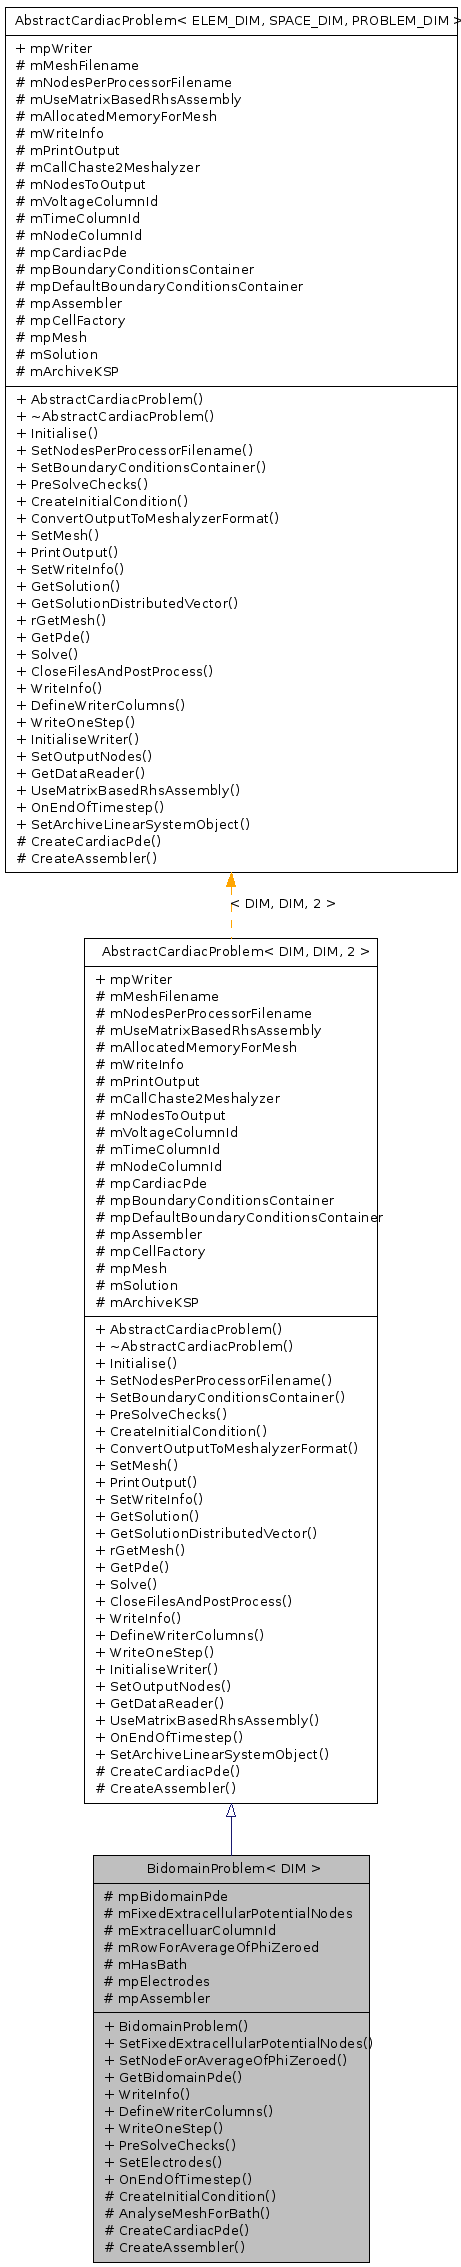 AbstractCardiacProblem< ELEM_DIM, SPACE_DIM, PROBLEM_DIM >
+ mpWriter
# mMeshFilename
# mNodesPerProcessorFilename
# mUseMatrixBasedRhsAssembly
# mAllocatedMemoryForMesh
# mWriteInfo
# mPrintOutput
# mCallChaste2Meshalyzer
# mNodesToOutput
# mVoltageColumnId
# mTimeColumnId
# mNodeColumnId
# mpCardiacPde
# mpBoundaryConditionsContainer
# mpDefaultBoundaryConditionsContainer
# mpAssembler
# mpCellFactory
# mpMesh
# mSolution
# mArchiveKSP
+ AbstractCardiacProblem()
+ ~AbstractCardiacProblem()
+ Initialise()
+ SetNodesPerProcessorFilename()
+ SetBoundaryConditionsContainer()
+ PreSolveChecks()
+ CreateInitialCondition()
+ ConvertOutputToMeshalyzerFormat()
+ SetMesh()
+ PrintOutput()
+ SetWriteInfo()
+ GetSolution()
+ GetSolutionDistributedVector()
+ rGetMesh()
+ GetPde()
+ Solve()
+ CloseFilesAndPostProcess()
+ WriteInfo()
+ DefineWriterColumns()
+ WriteOneStep()
+ InitialiseWriter()
+ SetOutputNodes()
+ GetDataReader()
+ UseMatrixBasedRhsAssembly()
+ OnEndOfTimestep()
+ SetArchiveLinearSystemObject()
# CreateCardiacPde()
# CreateAssembler()
< DIM, DIM, 2 >
AbstractCardiacProblem< DIM, DIM, 2 >
+ mpWriter
# mMeshFilename
# mNodesPerProcessorFilename
# mUseMatrixBasedRhsAssembly
# mAllocatedMemoryForMesh
# mWriteInfo
# mPrintOutput
# mCallChaste2Meshalyzer
# mNodesToOutput
# mVoltageColumnId
# mTimeColumnId
# mNodeColumnId
# mpCardiacPde
# mpBoundaryConditionsContainer
# mpDefaultBoundaryConditionsContainer
# mpAssembler
# mpCellFactory
# mpMesh
# mSolution
# mArchiveKSP
+ AbstractCardiacProblem()
+ ~AbstractCardiacProblem()
+ Initialise()
+ SetNodesPerProcessorFilename()
+ SetBoundaryConditionsContainer()
+ PreSolveChecks()
+ CreateInitialCondition()
+ ConvertOutputToMeshalyzerFormat()
+ SetMesh()
+ PrintOutput()
+ SetWriteInfo()
+ GetSolution()
+ GetSolutionDistributedVector()
+ rGetMesh()
+ GetPde()
+ Solve()
+ CloseFilesAndPostProcess()
+ WriteInfo()
+ DefineWriterColumns()
+ WriteOneStep()
+ InitialiseWriter()
+ SetOutputNodes()
+ GetDataReader()
+ UseMatrixBasedRhsAssembly()
+ OnEndOfTimestep()
+ SetArchiveLinearSystemObject()
# CreateCardiacPde()
# CreateAssembler()
BidomainProblem< DIM >
# mpBidomainPde
# mFixedExtracellularPotentialNodes
# mExtracelluarColumnId
# mRowForAverageOfPhiZeroed
# mHasBath
# mpElectrodes
# mpAssembler
+ BidomainProblem()
+ SetFixedExtracellularPotentialNodes()
+ SetNodeForAverageOfPhiZeroed()
+ GetBidomainPde()
+ WriteInfo()
+ DefineWriterColumns()
+ WriteOneStep()
+ PreSolveChecks()
+ SetElectrodes()
+ OnEndOfTimestep()
# CreateInitialCondition()
# AnalyseMeshForBath()
# CreateCardiacPde()
# CreateAssembler()